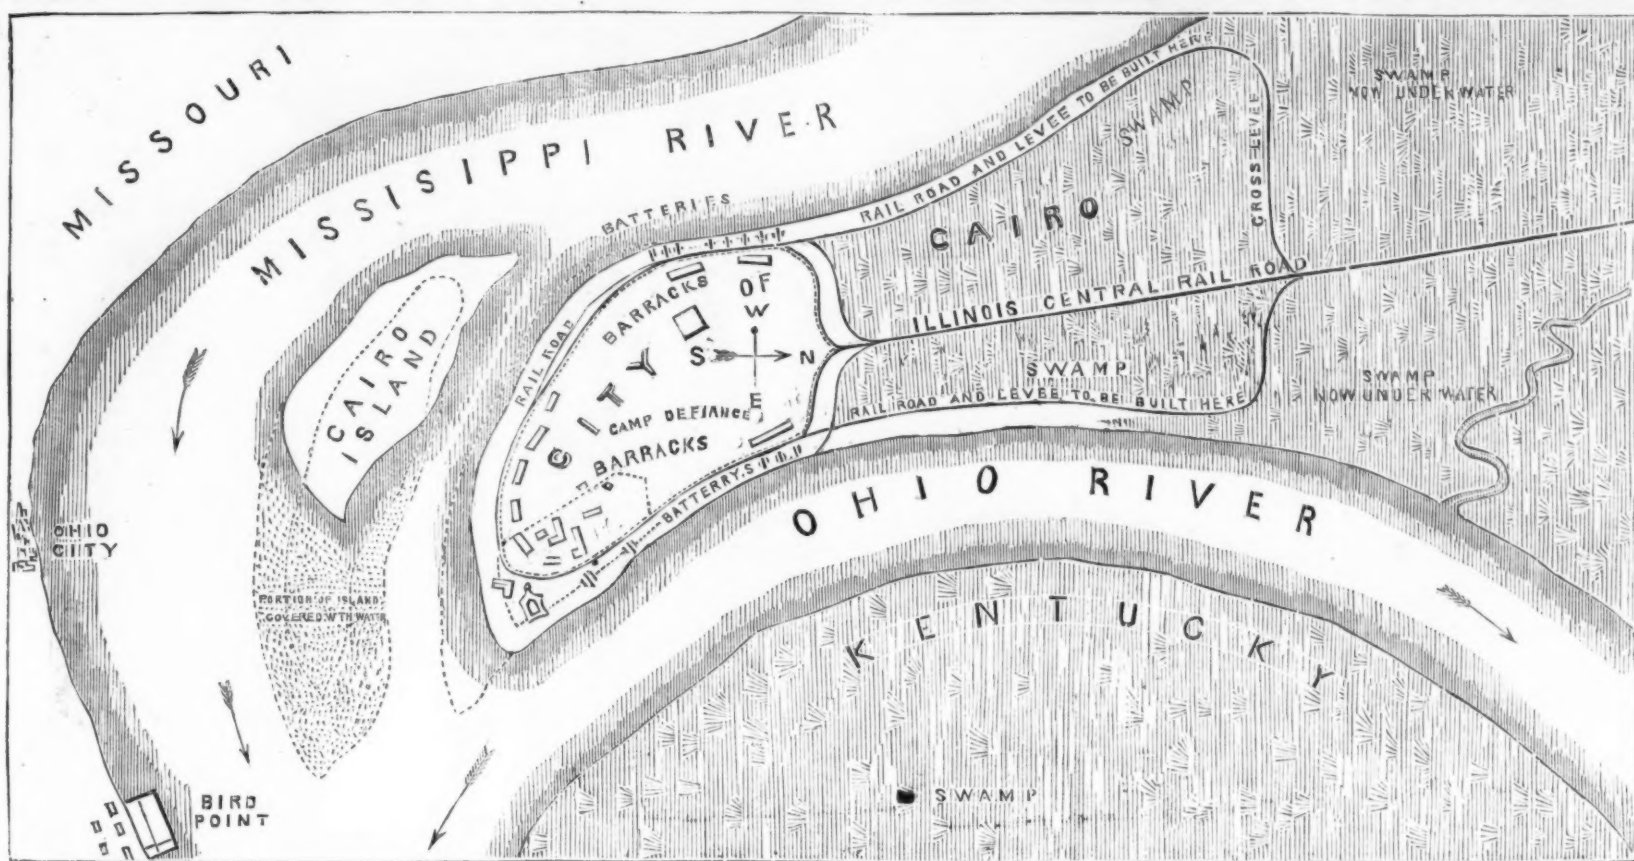 MISSOURI
MISSISIPPI RIVER
BATTERIES
RAIL ROAD AND LEVEE TO BE BUILT HERE
SWAMP
SWAMP
NOW UNDER WATER
CROSS LEVEE
CAIRO
ILLINOIS CENTRAL RAIL ROAD
CAIRO
ISLAND
RAIL ROAD
BARRACKS
CITY OF
W
S
N
E
CAMP DEFIANCE
BARRACKS
BATTERRY,S
SWAMP
RAIL ROAD AND LEVEE TO BE BUILT HERE
SWAMP
NOW UNDER WATER
OHIO RIVER
OHIO
CITY
PORTION OF ISLAND
COVERED WTH WATER
KENTUCKY
SWAMP
BIRD
POINT